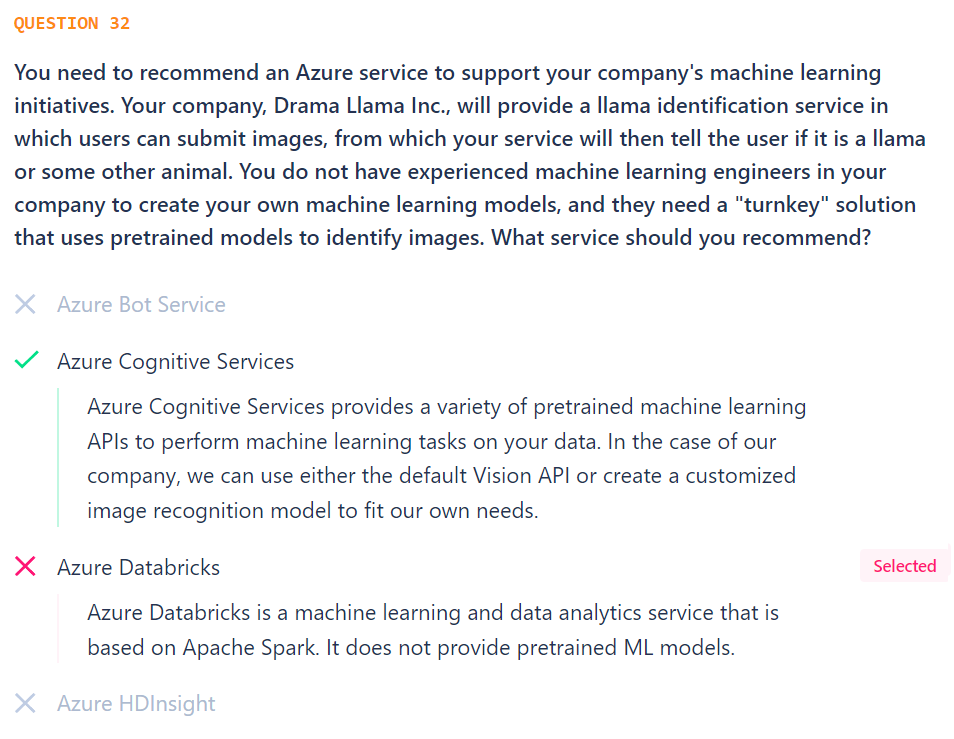 QUESTION 32
You need to recommend an Azure service to support your company's machine learning
initiatives. Your company, Drama Llama Inc., will provide a llama identification service in
which users can submit images, from which your service will then tell the user if it is a llama
or some other animal. You do not have experienced machine learning engineers in your
company to create your own machine learning models, and they need a "turnkey" solution
that uses pretrained models to identify images. What service should you recommend?
Azure Bot Service
Azure Cognitive Services
Azure Cognitive Services provides a variety of pretrained machine learning
APIs to perform machine learning tasks on your data. In the case of our
company, we can use either the default Vision API or create a customized
image recognition model to fit our own needs.
Azure Databricks
Selected
Azure Databricks is a machine learning and data analytics service that is
based on Apache Spark. It does not provide pretrained ML models.
Azure HDInsight